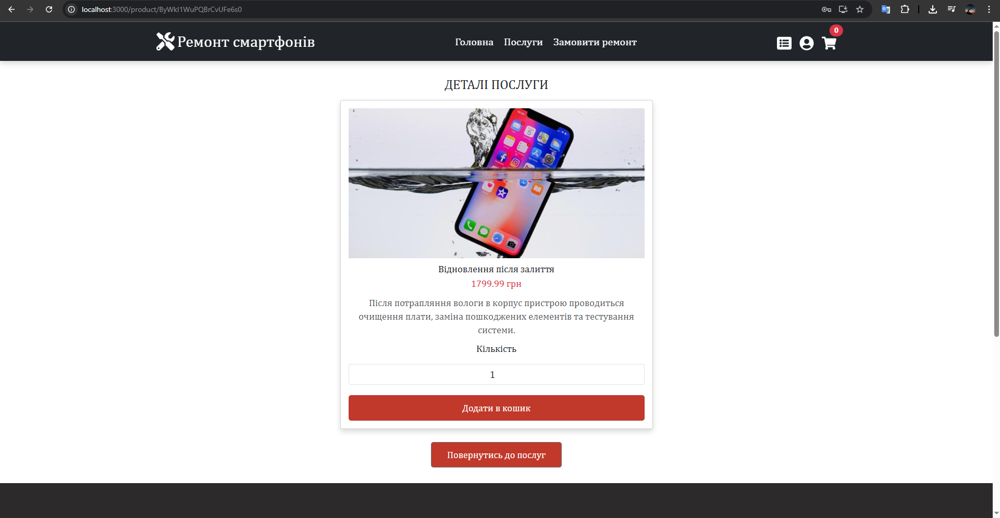 localhost:3000/product/ByWkl1WuPQBrCvUFe6s0
0
Ремонт смартфонів
Головна Послуги Замовити ремонт
ДЕТАЛІ ПОСЛУГИ
Відновлення після залиття
1799.99 грн
Після потрапляння вологи в корпус пристрою проводиться
очищення плати, заміна пошкоджених елементів та тестування
системи.
Кількість
1
Додати в кошик
Повернутись до послуг